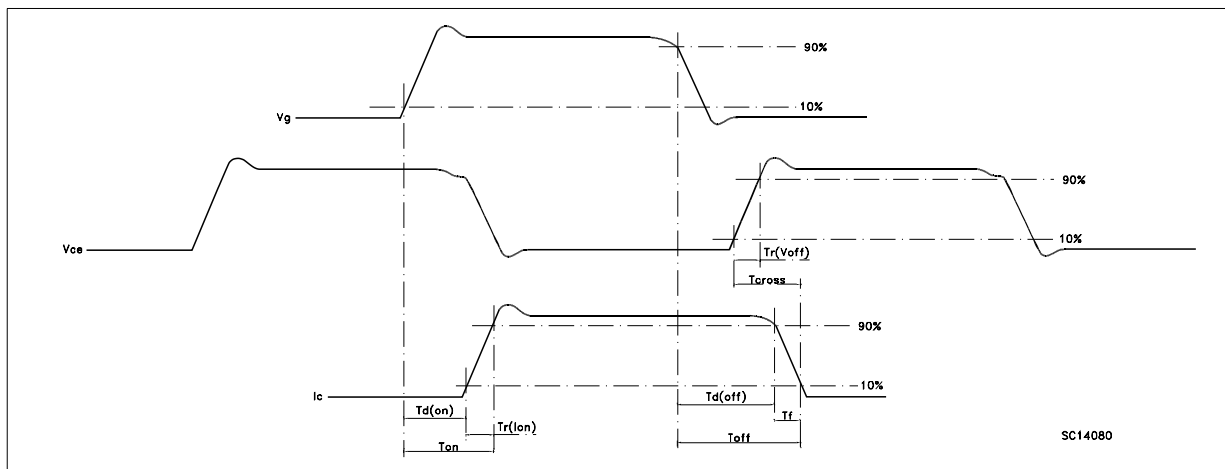 90%
10%
Vg
90%
Vce
10%
Tr(Voff)
Tcross
90%
10%
Ic
Td(on)
Td(off)
Tf
Tr(Ion)
Ton
Toff
SC14080